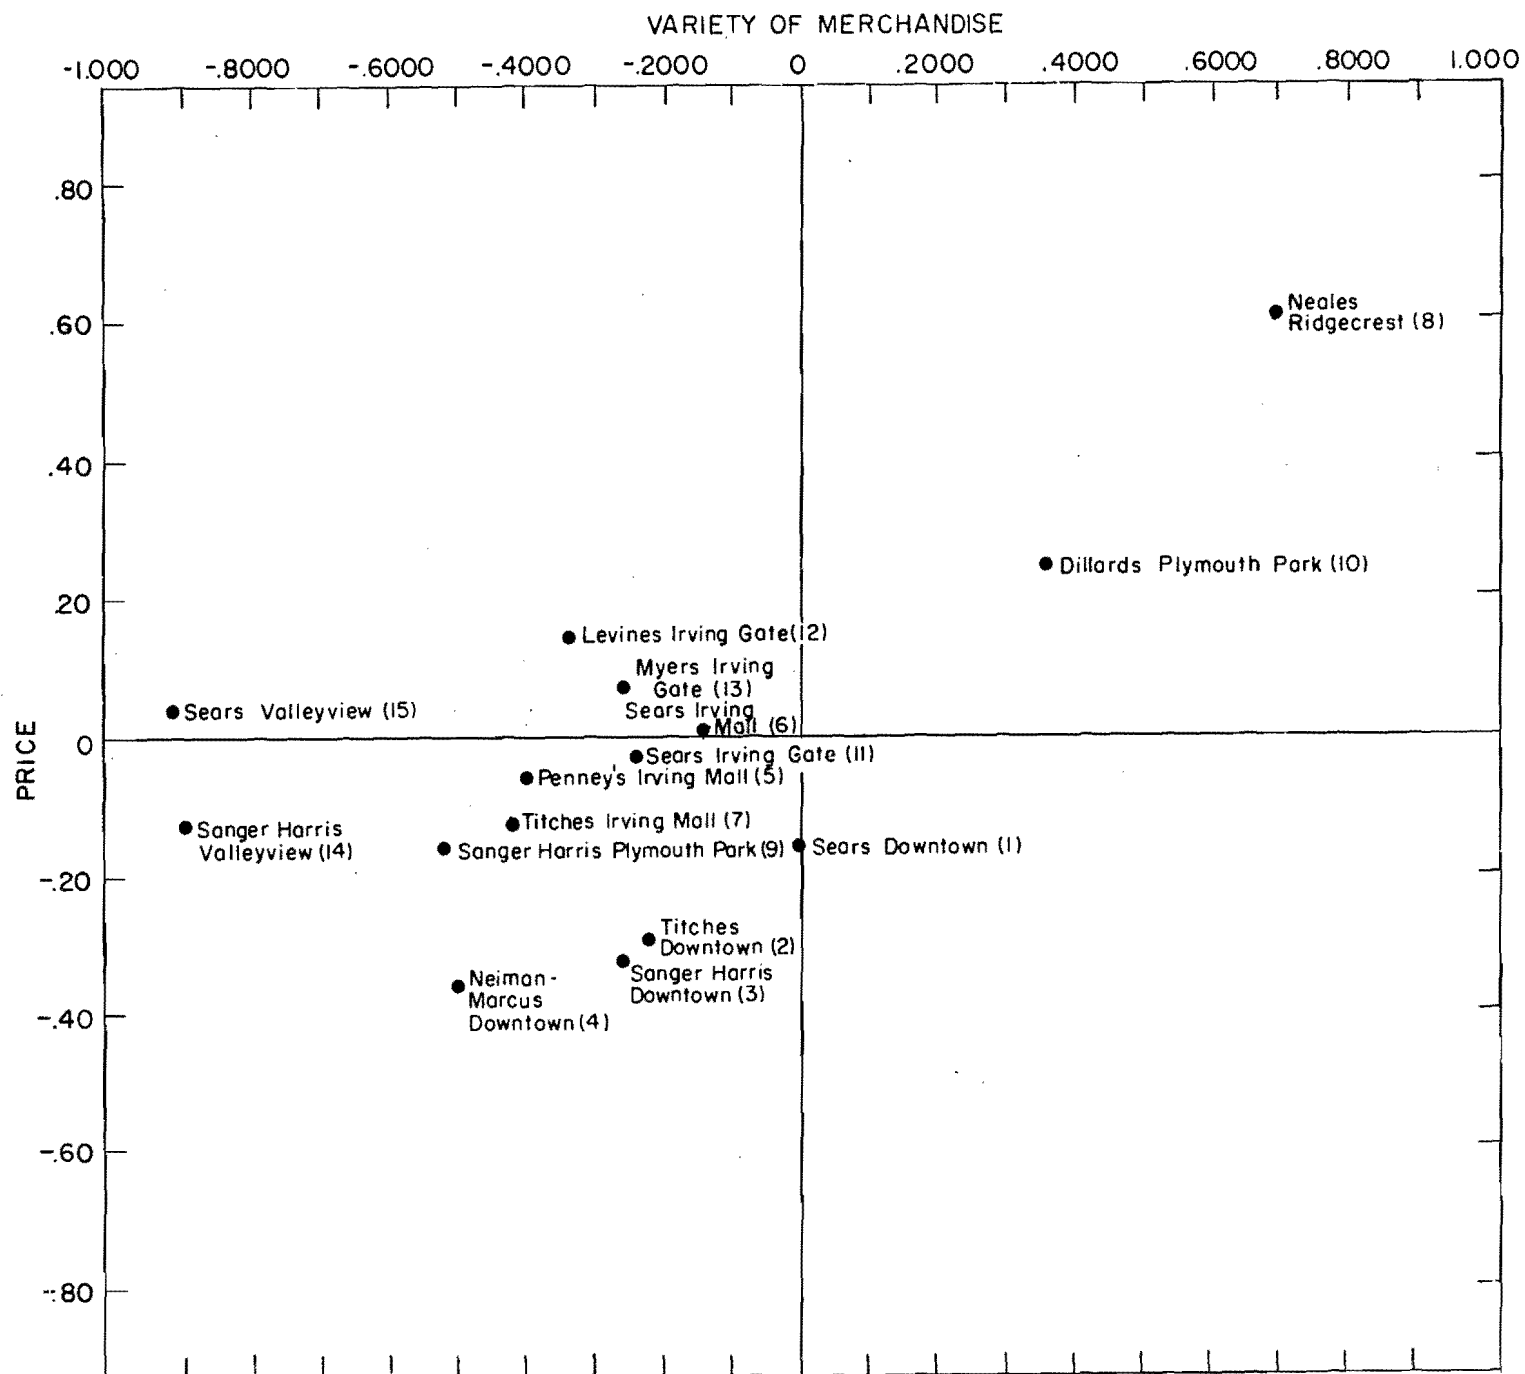 VARIETY OF MERCHANDISE
-1.000 -.8000 -.6000 -.4000 -.2000 0 .2000 .4000 .6000 .8000 1.000
.80
Neales
.60
Ridgecrest (8)
.40
Dillards Plymouth Park (10)
.20
Levines Irving Gate(12)
Myers Irving
Gate (13)
Sears Valleyview (15)
Sears Irving
Mall (6)
PRICE
0
Sears Irving Gate (11)
Penney's Irving Mall (5)
Titches Irving Mall (7)
Sanger Harris
Valleyview (14)
Sanger Harris Plymouth Park (9)
Sears Downtown (1)
-.20
Titches
Downtown (2)
Sanger Harris
Downtown (3)
Neiman-
Marcus
Downtown (4)
-.40
-.60
-.80